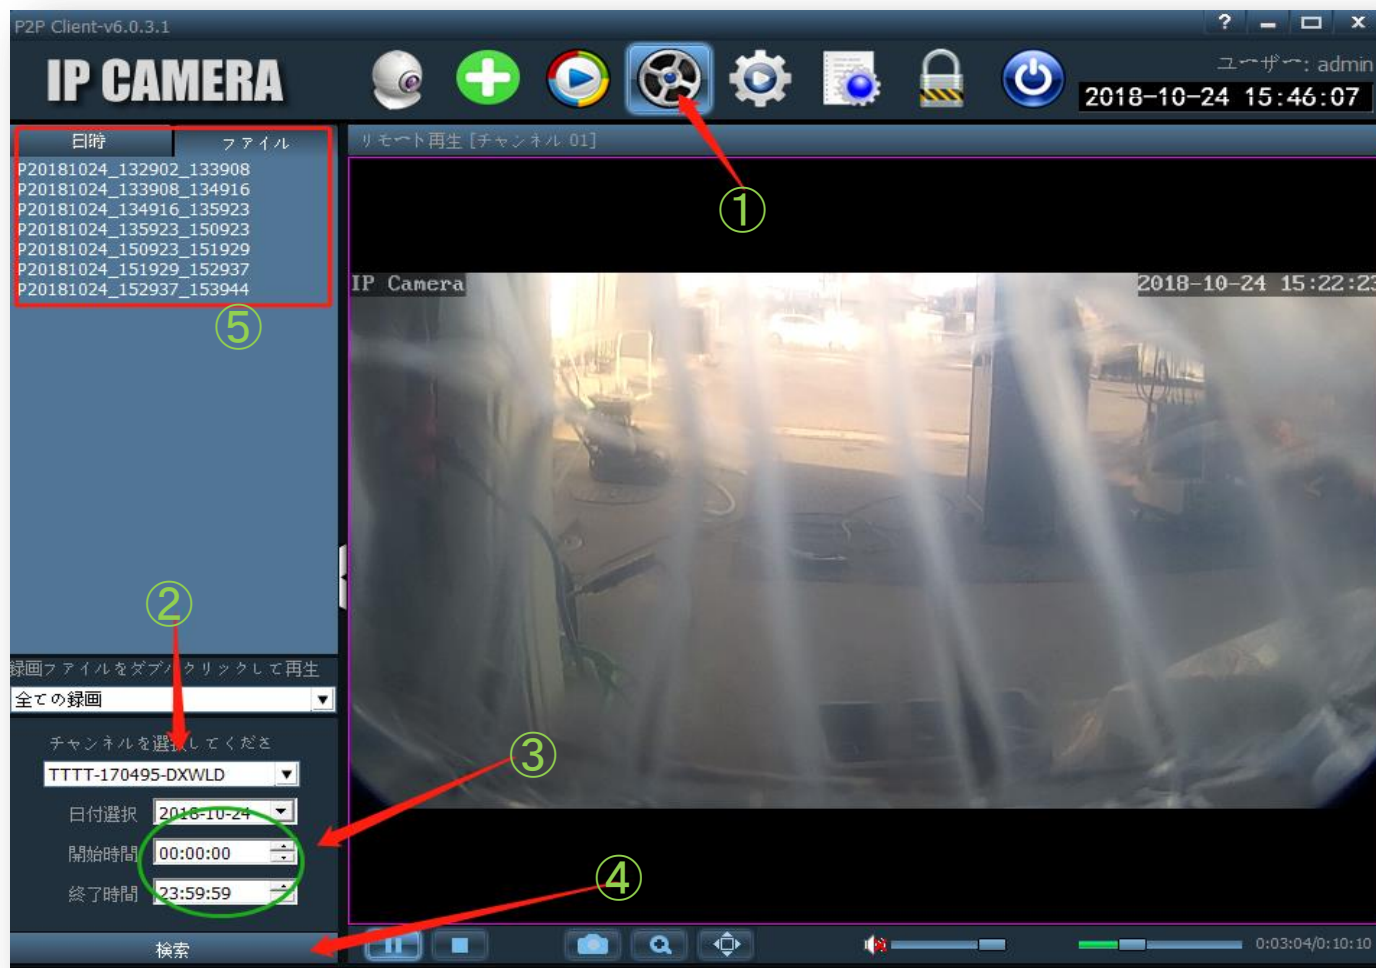 P2P Client-v6.0.3.1
?
x
IP CAMERA
ユーザー: admin
2018-10-24 15:46:07
日時
ファイル
リモート再生 [チャンネル 01]
P20181024_132902_133908
P20181024_133908_134916
P20181024_134916_135923
P20181024_135923_150923
P20181024_150923_151929
P20181024_151929_152937
P20181024_152937_153944
①
⑤
IP Camera
2018-10-24 15:22:23
②
録画ファイルをダブルクリックして再生
全ての録画
チャンネルを選択してくださ
TTTT-170495-DXWLD
③
日付選択 2018-10-24
開始時間 00:00:00
終了時間 23:59:59
④
検索
0:03:04/0:10:10